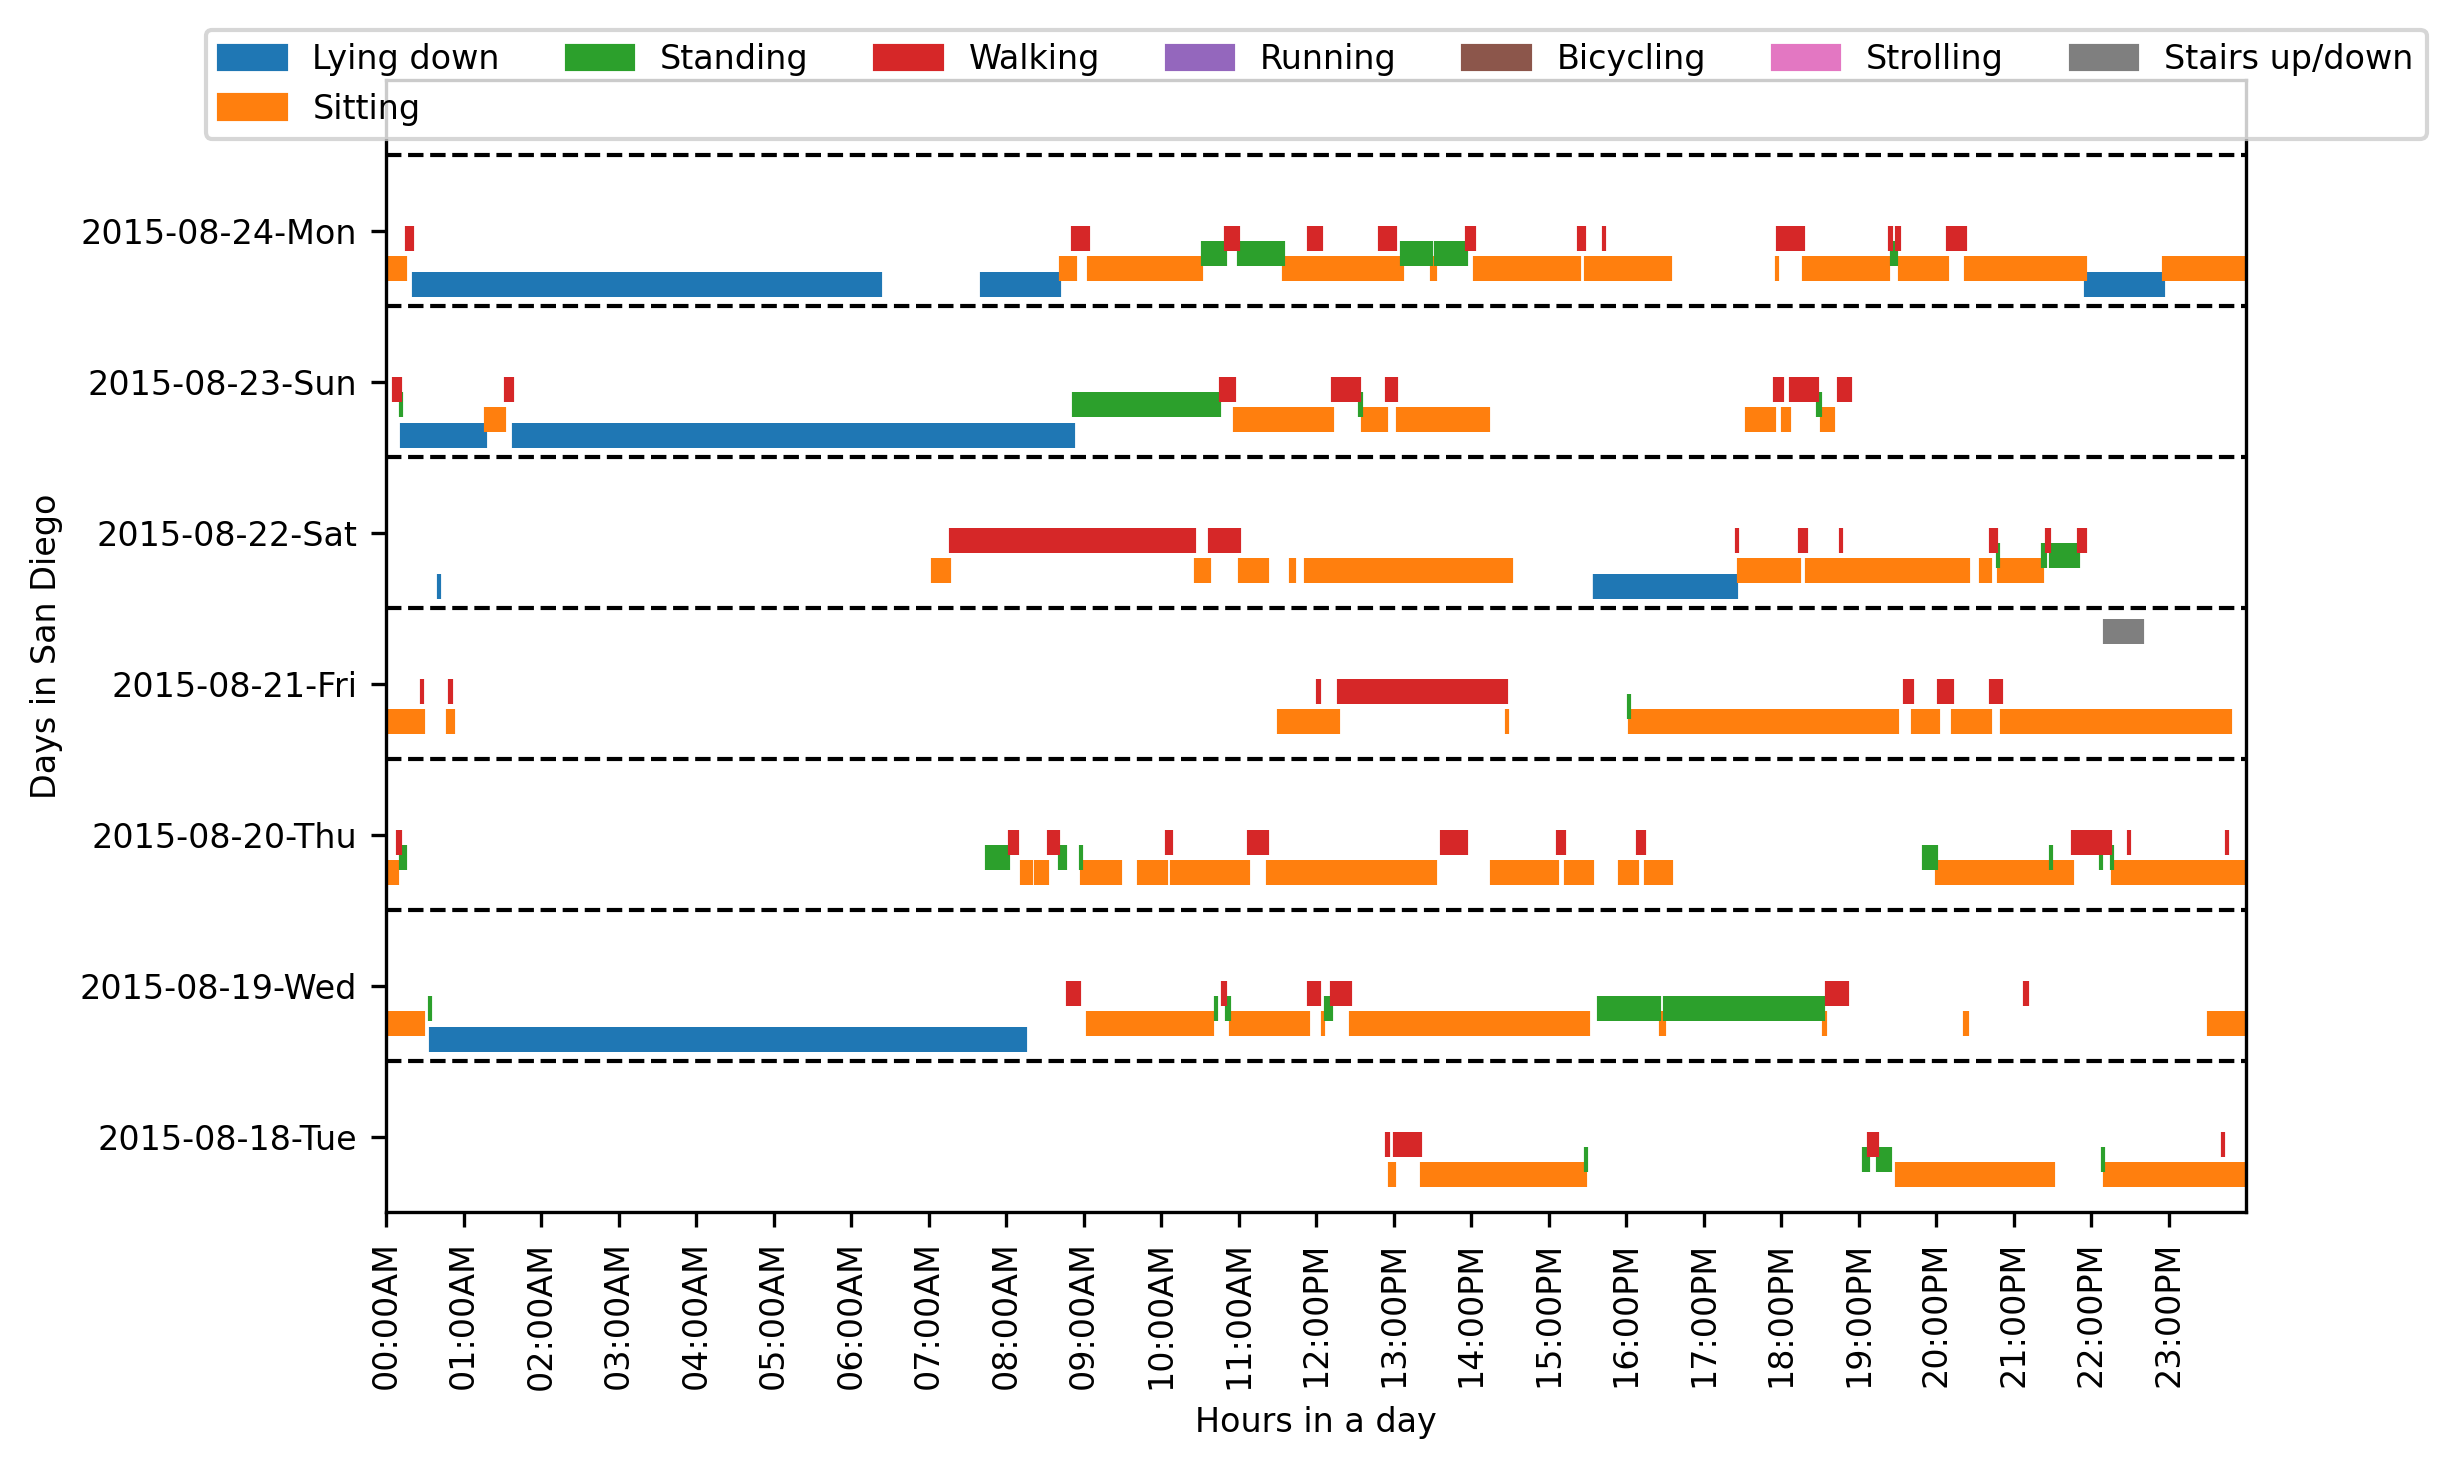 Lying down Standing Walking Running Bicycling Strolling Stairs up/down
Sitting
2015-08-24-Mon
2015-08-23-Sun
2015-08-22-Sat
2015-08-21-Fri
2015-08-20-Thu
2015-08-19-Wed
2015-08-18-Tue
Days in San Diego
00:00AM
01:00AM
02:00AM
03:00AM
04:00AM
05:00AM
06:00AM
07:00AM
08:00AM
09:00AM
10:00AM
11:00AM
12:00PM
13:00PM
14:00PM
15:00PM
16:00PM
17:00PM
18:00PM
19:00PM
20:00PM
21:00PM
22:00PM
23:00PM
Hours in a day